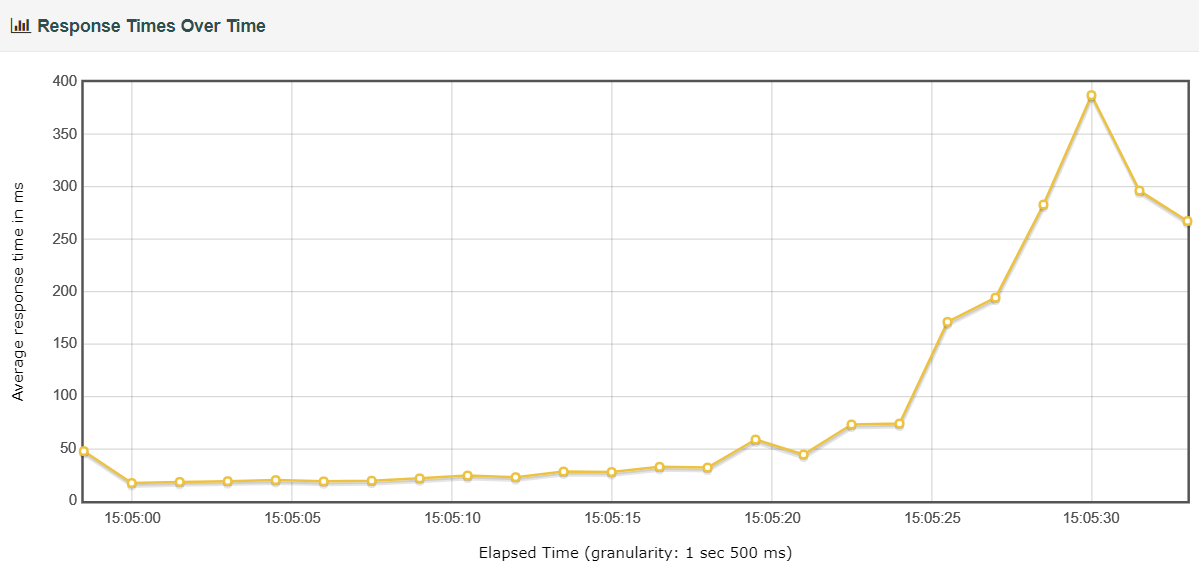 Response Times Over Time
400
350
300
250
200
150
100
50
0
Average response time in ms
15:05:00 15:05:05 15:05:10 15:05:15 15:05:20 15:05:25 15:05:30
Elapsed Time (granularity: 1 sec 500 ms)